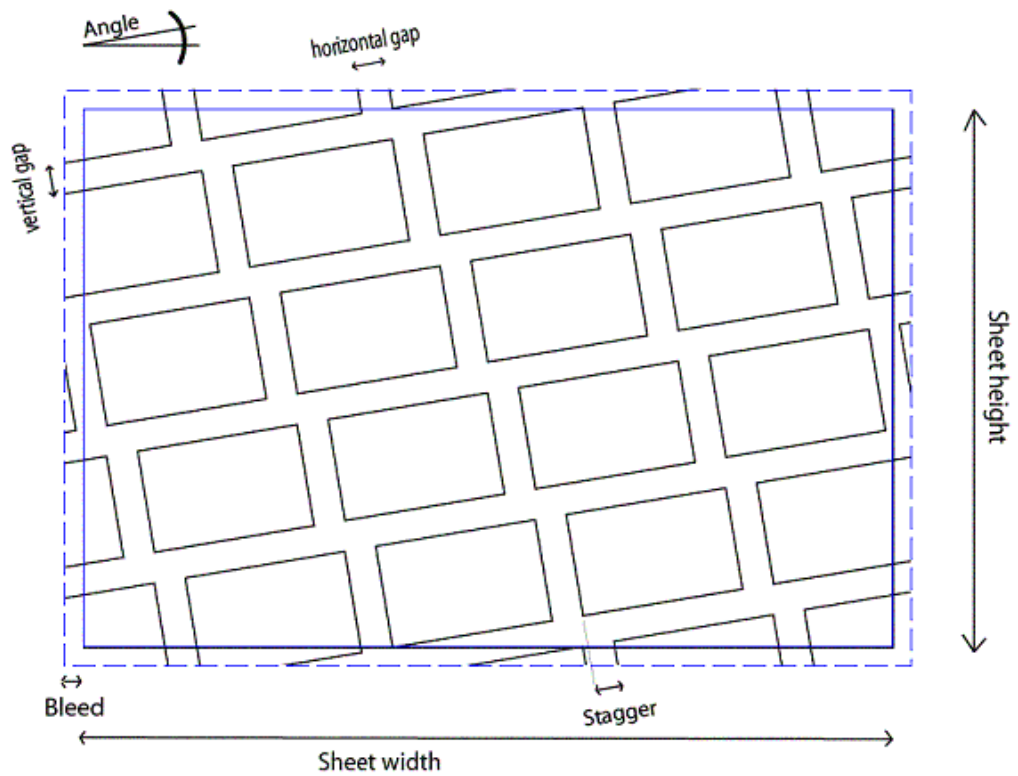 Angle
horizontal gap
vertical gap
Sheet height
Bleed
Stagger
Sheet width